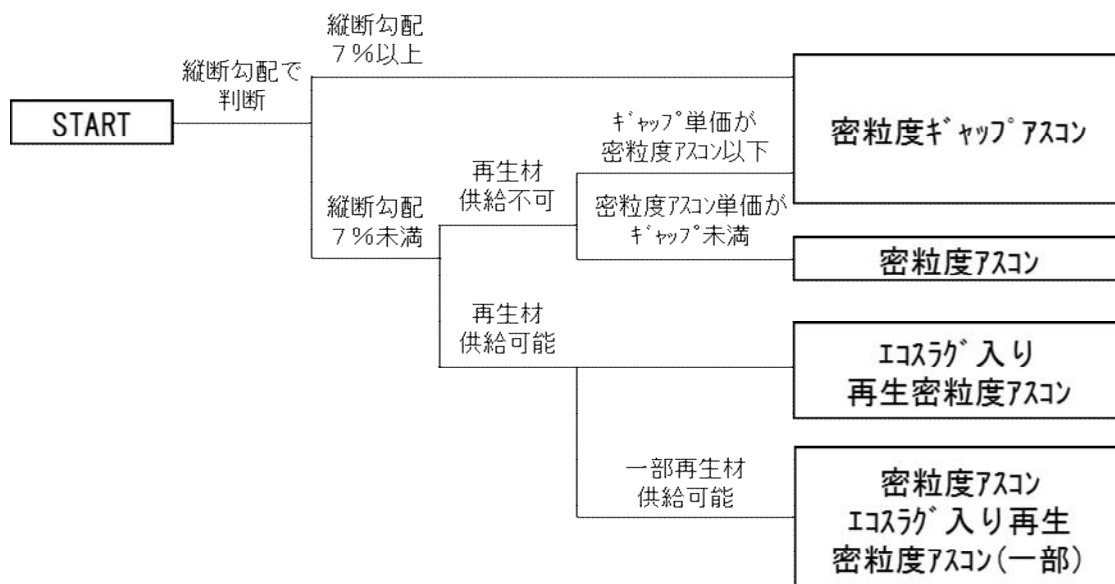 縦断勾配
７％以上
縦断勾配で
判断
START
密粒度ｷﾞｬｯﾌﾟｱｽｺﾝ
ｷﾞｬｯﾌﾟ単価が
密粒度ｱｽｺﾝ以下
再生材
供給不可
縦断勾配
７％未満
密粒度ｱｽｺﾝ単価が
ｷﾞｬｯﾌﾟ未満
密粒度ｱｽｺﾝ
再生材
供給可能
ｴｺｽﾗｸﾞ入り
再生密粒度ｱｽｺﾝ
一部再生材
供給可能
密粒度ｱｽｺﾝ
ｴｺｽﾗｸﾞ入り再生
密粒度ｱｽｺﾝ(一部)